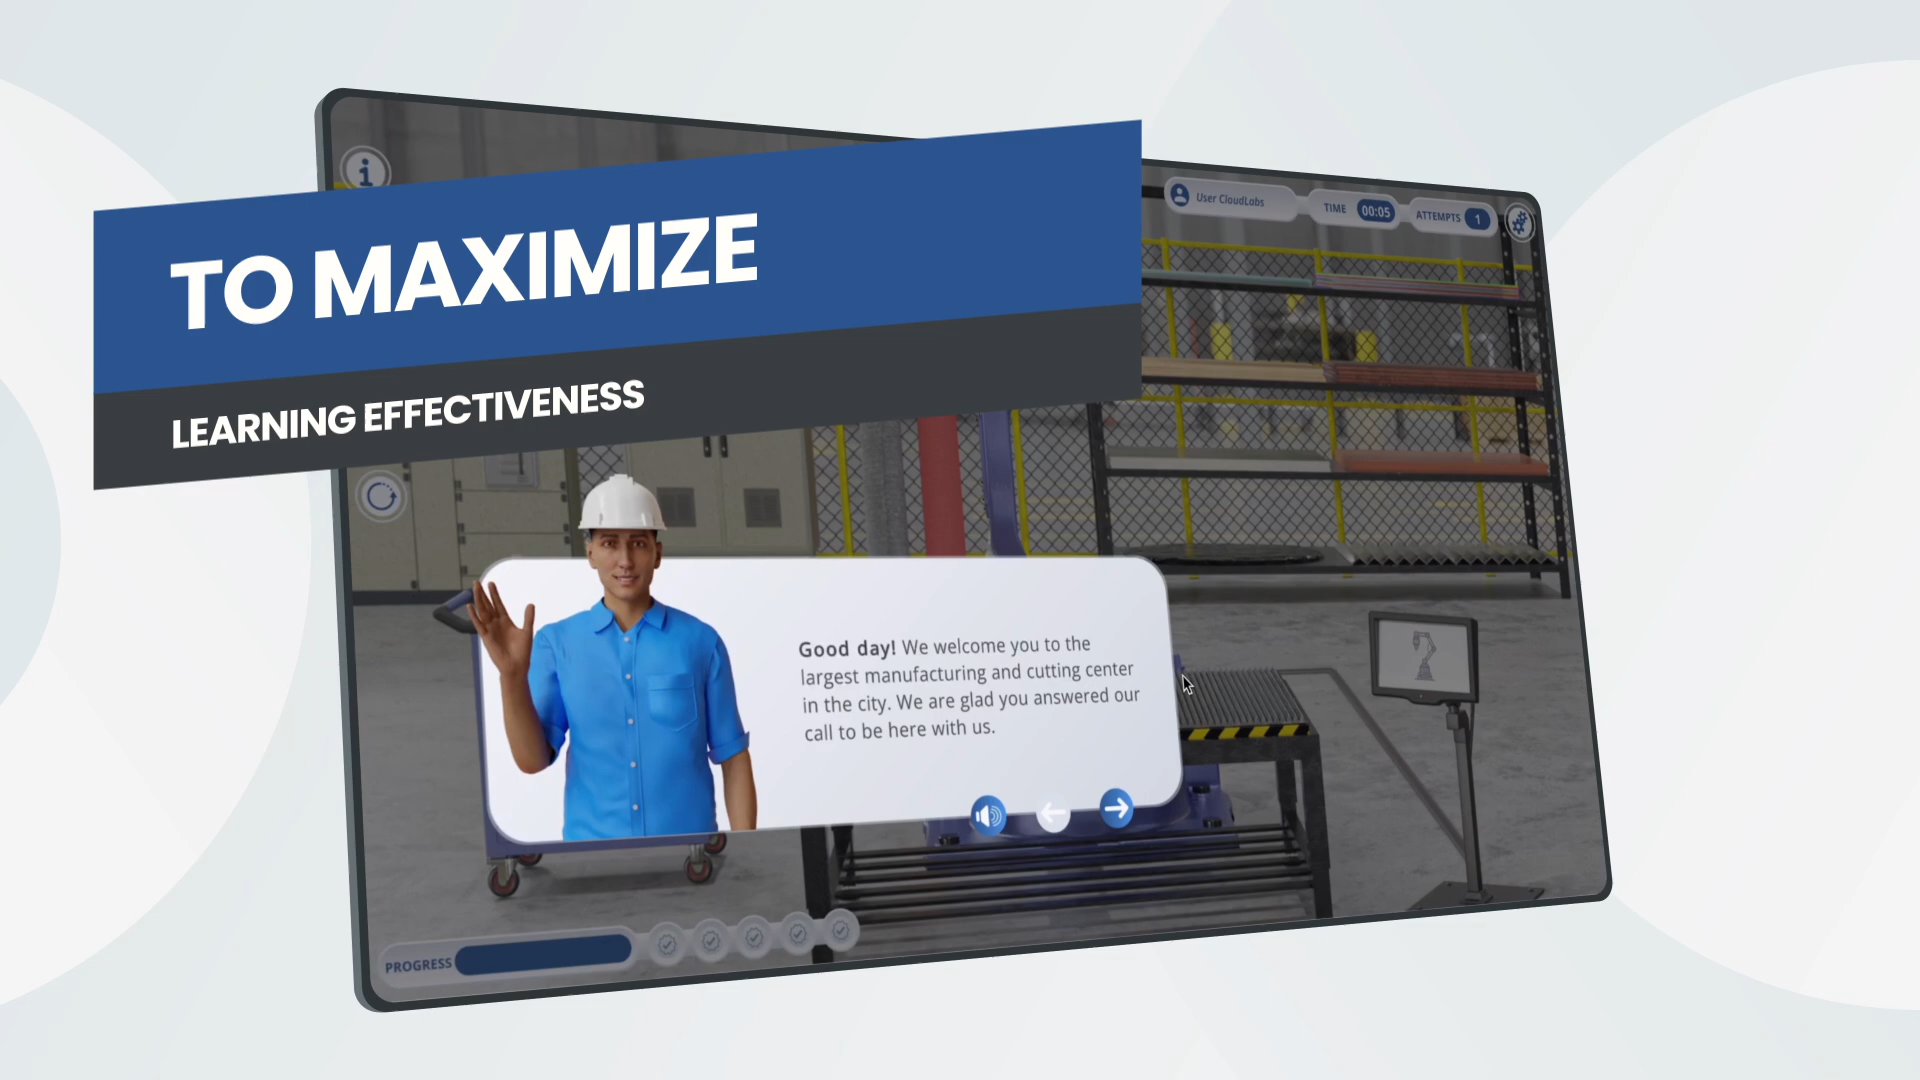 TO MAXIMIZE
LEARNING EFFECTIVENESS
User CloudLabs
TIME 00:05
ATTEMPTS 1
Good day! We welcome you to the
largest manufacturing and cutting center
in the city. We are glad you answered our
call to be here with us.
PROGRESS